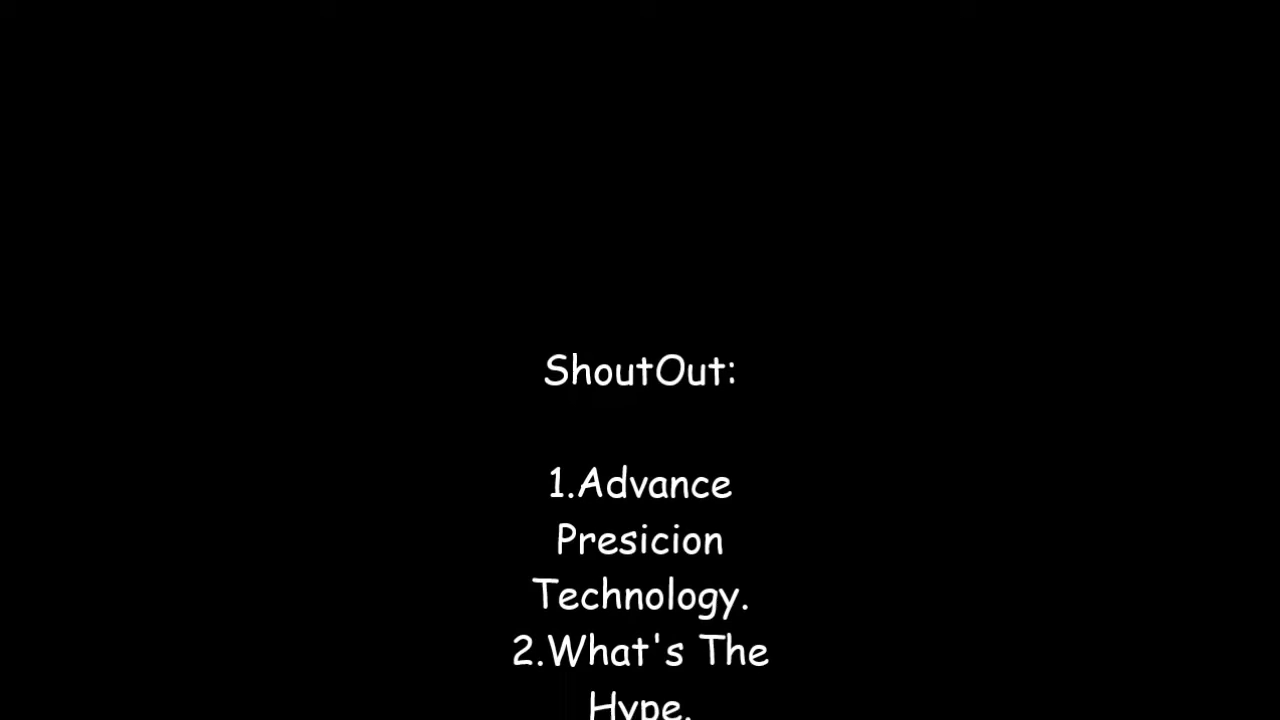 ShoutOut:
1.Advance
Presicion
Technology.
2.What's The
Hype.